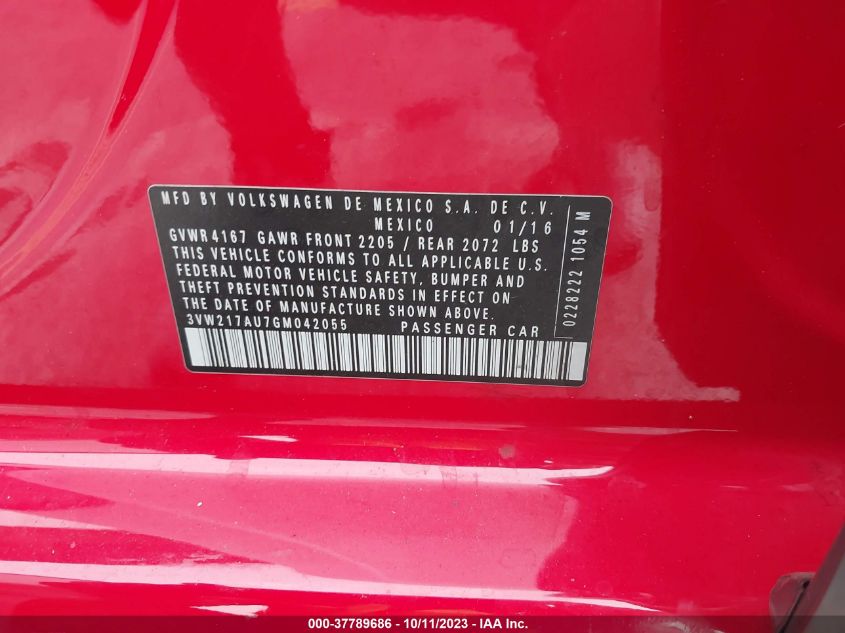 MFD BY VOLKSWAGEN DE MEXICO S.A. DE C.V.
MEXICO 01/16
GVWR 4167 GAWR FRONT 2205 / REAR 2072 LBS
THIS VEHICLE CONFORMS TO ALL APPLICABLE U.S.
FEDERAL MOTOR VEHICLE SAFETY, BUMPER AND
THEFT PREVENTION STANDARDS IN EFFECT ON
THE DATE OF MANUFACTURE SHOWN ABOVE.
3VW217AU7GM042055 PASSENGER CAR
0228222 1054 M
000-37789686 - 10/11/2023 - Copyright IAA, Inc.